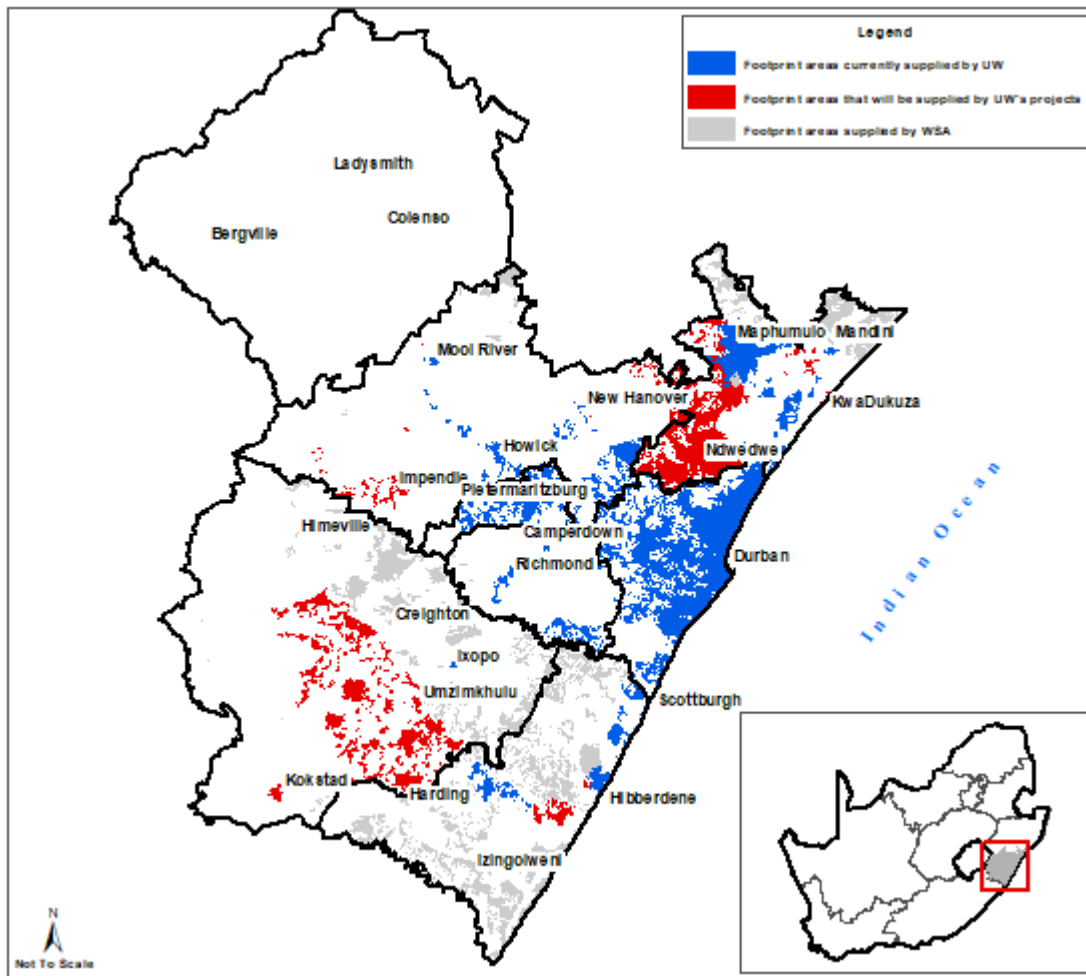 Legend
Footprint areas currently supplied by UW
Footprint areas that will be supplied by UW's projects
Footprint areas supplied by WSA
Ladysmith
Colenso
Bergville
Maphumulo
Mandini
Mooi River
New Hanover
KwaDukuza
Howick
Ndwedwe
Impendle
Pietermaritzburg
Himeville
Camperdown
Durban
Richmond
Indian Ocean
Creighton
Ixopo
Umzimkhulu
Scottburgh
Kokstad
Harding
Hibberdene
Izingolweni
N
Not To Scale